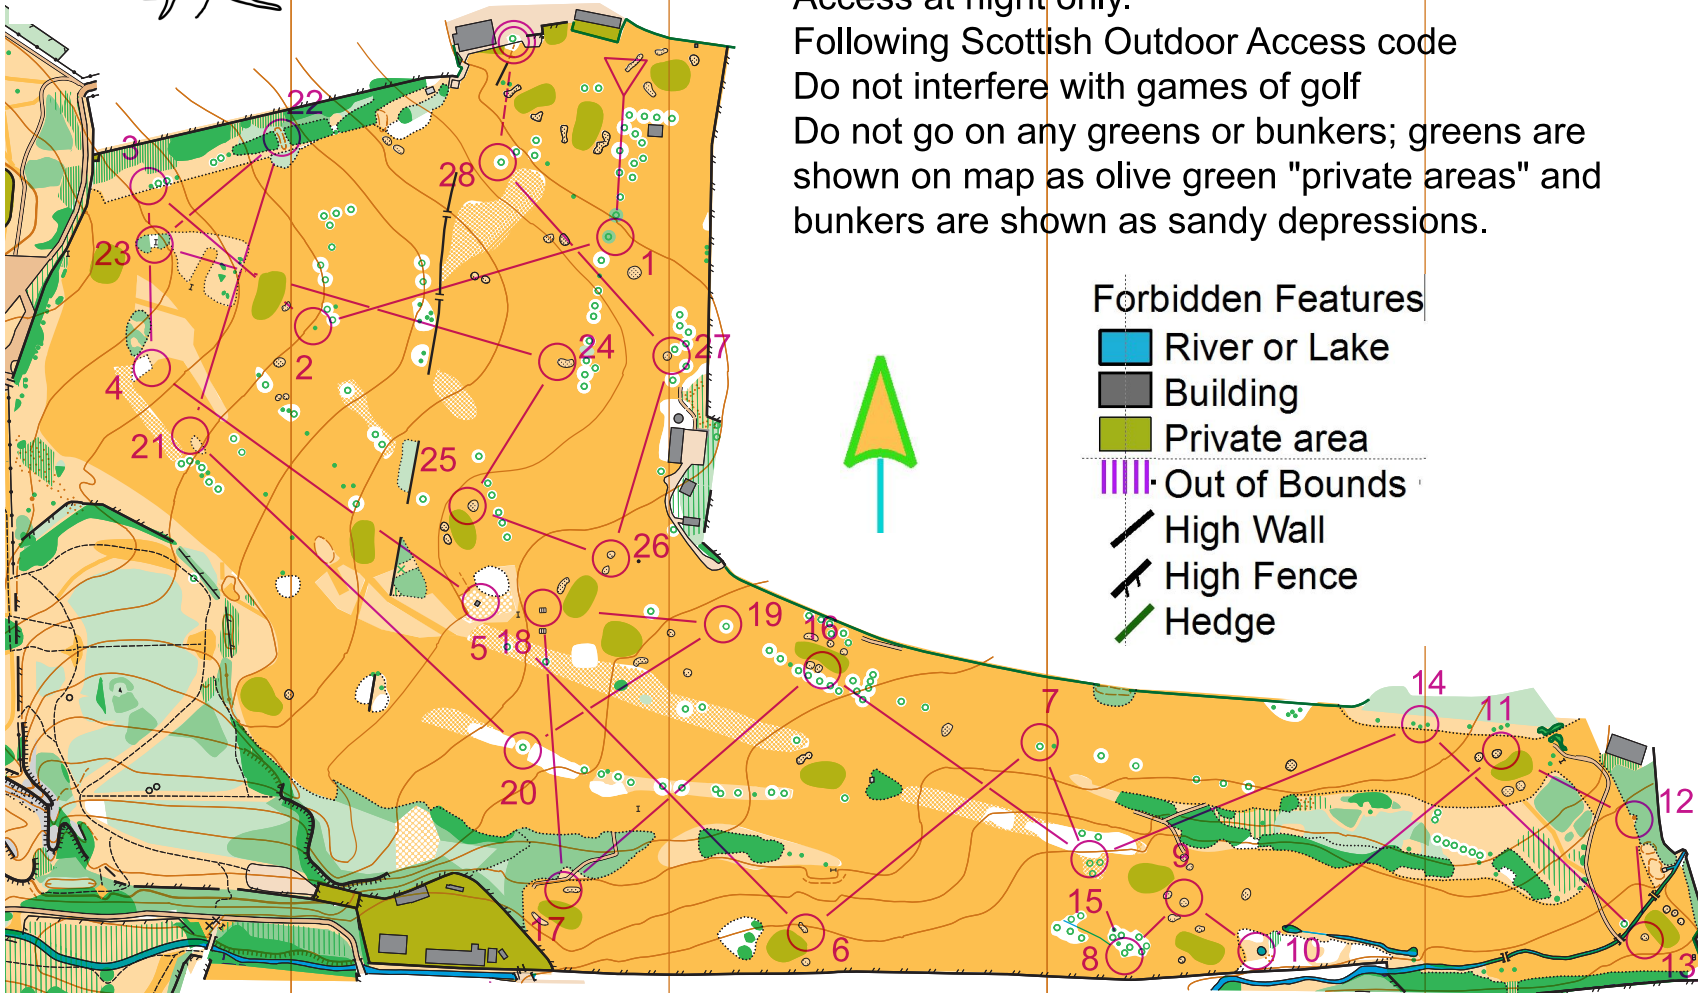 Access at night only.
Following Scottish Outdoor Access code
Do not interfere with games of golf
Do not go on any greens or bunkers; greens are
shown on map as olive green "private areas" and
bunkers are shown as sandy depressions.
Forbidden Features
River or Lake
Building
Private area
Out of Bounds
High Wall
High Fence
Hedge
22
3
28
23
1
2
24
27
4
21
25
26
5
18
19
16
7
14
11
20
12
9
15
17
6
8
10
13